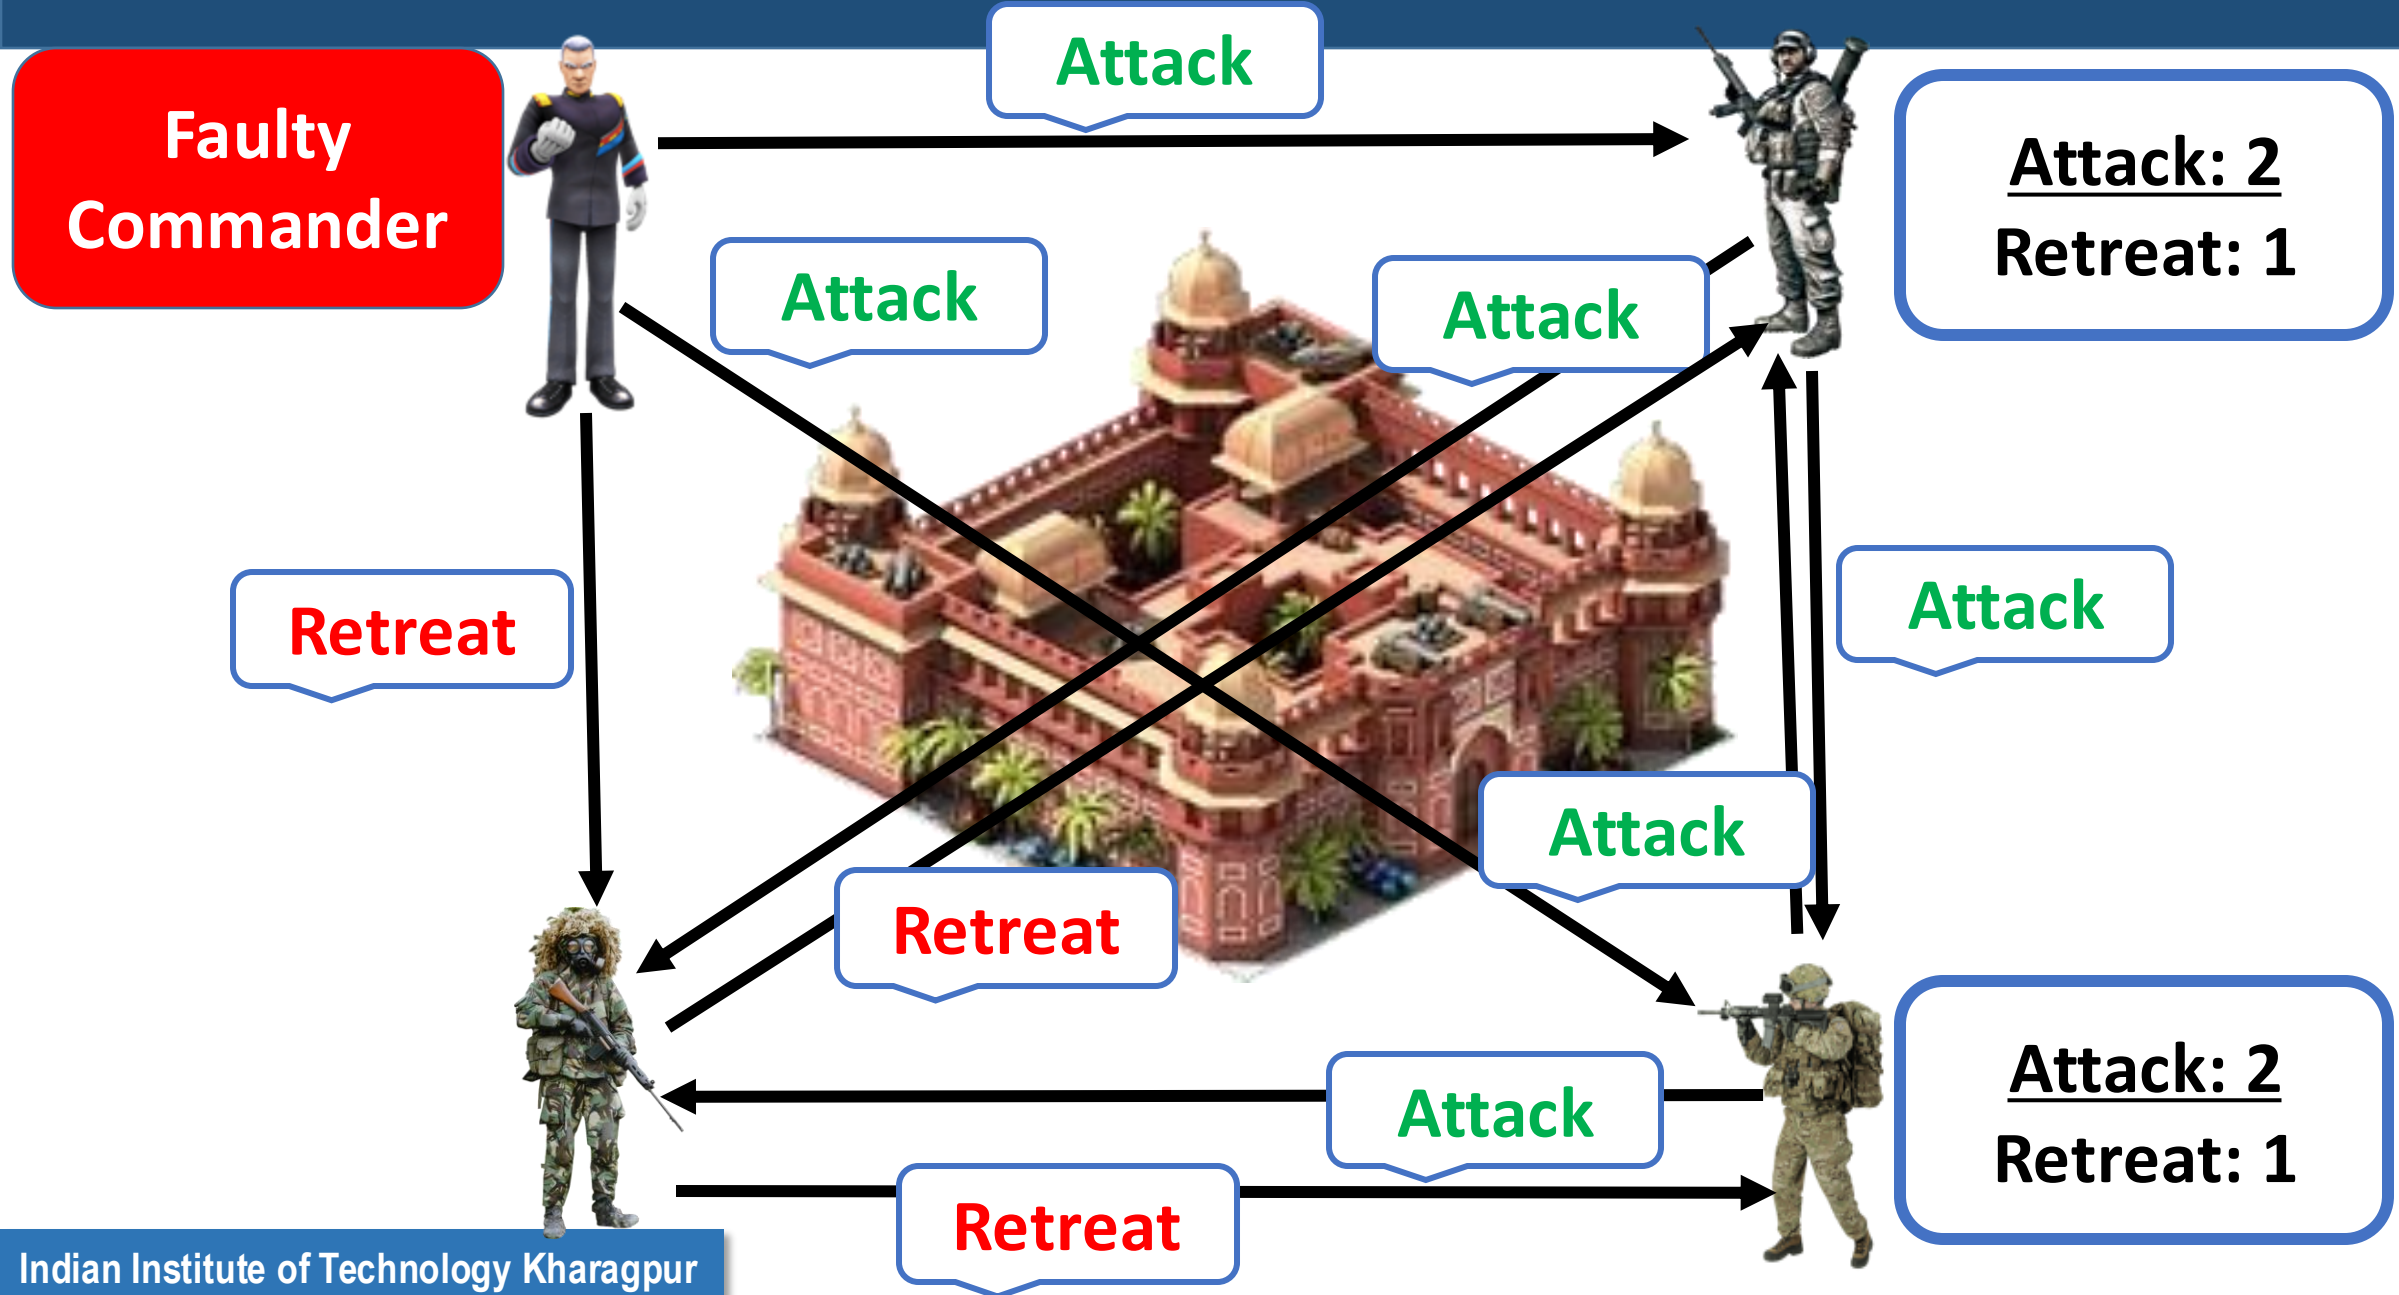 Attack
Faulty
Commander
Attack: 2
Retreat: 1
Attack
Attack
Retreat
Attack
Attack
Retreat
Attack: 2
Retreat: 1
Attack
Retreat
Indian Institute of Technology Kharagpur